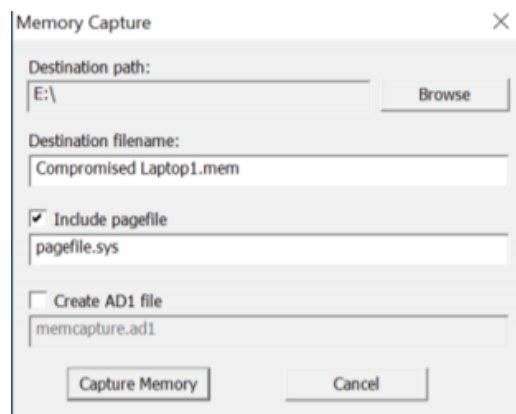 Memory Capture
Destination path:
E:\
Browse
Destination filename:
Compromised Laptop1.mem
Include pagefile
pagefile.sys
Create AD1 file
memcapture.ad1
Capture Memory
Cancel